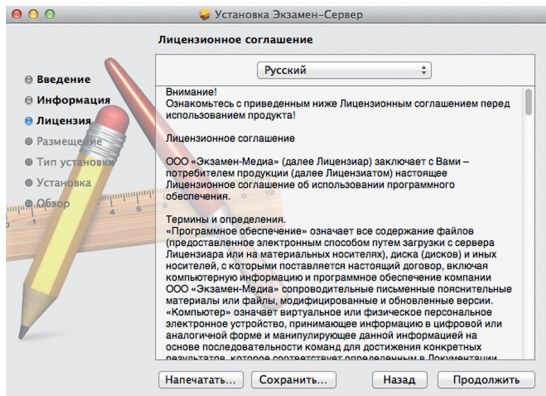 Установка Экзамен-Сервер
Лицензионное соглашение
Введение
Информация
Лицензия
Размещение
Тип установки
Установка
Обзор
Русский
Внимание!
Ознакомьтесь с приведенным ниже Лицензионным соглашением перед
использованием продукта!
Лицензионное соглашение
ООО «Экзамен-Медиа» (далее Лицензиар) заключает с Вами –
потребителем продукции (далее Лицензиатом) настоящее
Лицензионное соглашение об использовании программного
обеспечения.
Термины и определения.
«Программное обеспечение» означает все содержание файлов
(предоставленное электронным способом путем загрузки с сервера
Лицензиара или на материальных носителях), диска (дисков) и иных
носителей, с которыми поставляется настоящий договор, включая
компьютерную информацию и программное обеспечение компании
ООО «Экзамен-Медиа» сопроводительные письменные пояснительные
материалы или файлы, модифицированные и обновленные версии.
«Компьютер» означает виртуальное или физическое персональное
электронное устройство, принимающее информацию в цифровой или
аналогичной форме и манипулирующее данной информацией на
основе последовательности команд для достижения конкретных
результатов, которое соответствует определенным в Документации
Напечатать...
Сохранить...
Назад
Продолжить